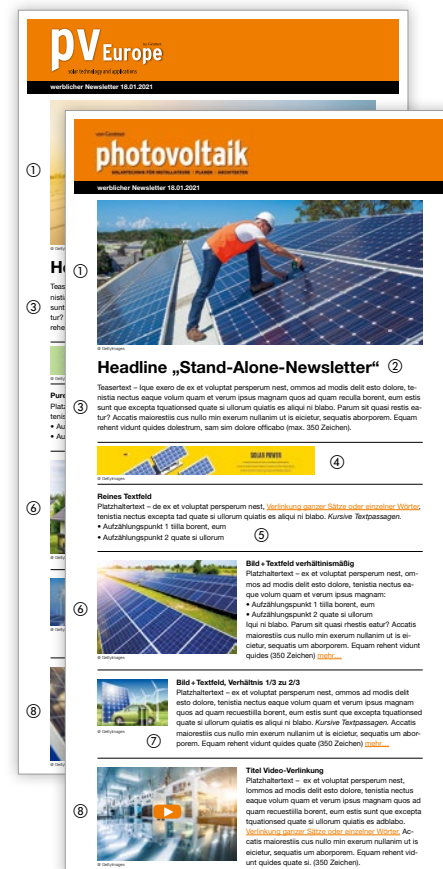 by Gentner
pv Europe
solar technology and applications
werblicher Newsletter 18.01.2021
①
③
⑥
⑧
von Gentner
photovoltaik
SOLARTECHNIK FÜR INSTALLATEURE | PLANER | ARCHITEKTEN
werblicher Newsletter 18.01.2021
①
© GettyImages
Headline „Stand-Alone-Newsletter“ ②
③
Teasertext – Ique exero de ex et voluptat persperum nest, ommos ad modis delit esto dolore, te-
nistia nectus eaque volum quam et verum ipsus magnam quos ad quam reculla borent, eum estis
sunt que excepta tquationsed quate si ullorum quiatis es aliqui ni blabo. Parum sit quasi restis ea-
tur? Accatis maiorestis cus nullo min exerum nullanim ut is eicietur, sequatis aborporem. Equam
rehent vidunt quides dolestrum, sam sim dolore officabo (max. 350 Zeichen).
SOLAR POWER
④
© GettyImages
Reines Textfeld
Platzhaltertext – de ex et voluptat persperum nest, Verlinkung ganzer Sätze oder einzelner Wörter,
tenistia nectus excepta tad quate si ullorum quiatis es aliqui ni blabo. Kursive Textpassagen.
• Aufzählungspunkt 1 tiilla borent, eum
• Aufzählungspunkt 2 quate si ullorum
⑤
⑥
Bild + Textfeld verhältnismäßig
Platzhaltertext – ex et voluptat persperum nest, om-
mos ad modis delit esto dolore, tenistia nectus ea-
que volum quam et verum ipsus magnam:
• Aufzählungspunkt 1 tiilla borent, eum
• Aufzählungspunkt 2 quate si ullorum
Iqui ni blabo. Parum sit quasi rhestis eatur? Accatis
maiorestiis cus nullo min exerum nullanim ut is ei-
cietur, sequatis um aborporem. Equam rehent vidunt
quides (350 Zeichen) mehr…
© GettyImages
Bild + Textfeld, Verhältnis 1/3 zu 2/3
Platzhaltertext – ex et voluptat persperum nest, ommos ad modis delit
esto dolore, tenistia nectus eaque volum quam et verum ipsus magnam
quos ad quam recuestilla borent, eum estis sunt que excepta tquationsed
quate si ullorum quiatis es aliqui ni blabo. Kursive Textpassagen. Accatis
maiorestiis cus nullo min exerum nullanim ut is eicietur, sequatis um abor-
porem. Equam rehent vidunt quides quate (350 Zeichen) mehr…
© GettyImages
⑦
⑧
Titel Video-Verlinkung
Platzhaltertext – ex et voluptat persperum nest,
lommos ad modis delit esto dolore, tenistia nectus
eaque volum quam et verum ipsus magnam quos ad
quam recuestilla borent, eum estis sunt que excepta
tquationsed quate si ullorum quiatis es adblabo.
Verlinkung ganzer Sätze oder einzelner Wörter. Ac-
catis maiorestiis cus nullo min exerum nullanim ut is
eicietur, sequatis um aborporem. Equam rehent vid-
unt quides quate si. (350 Zeichen).
© GettyImages